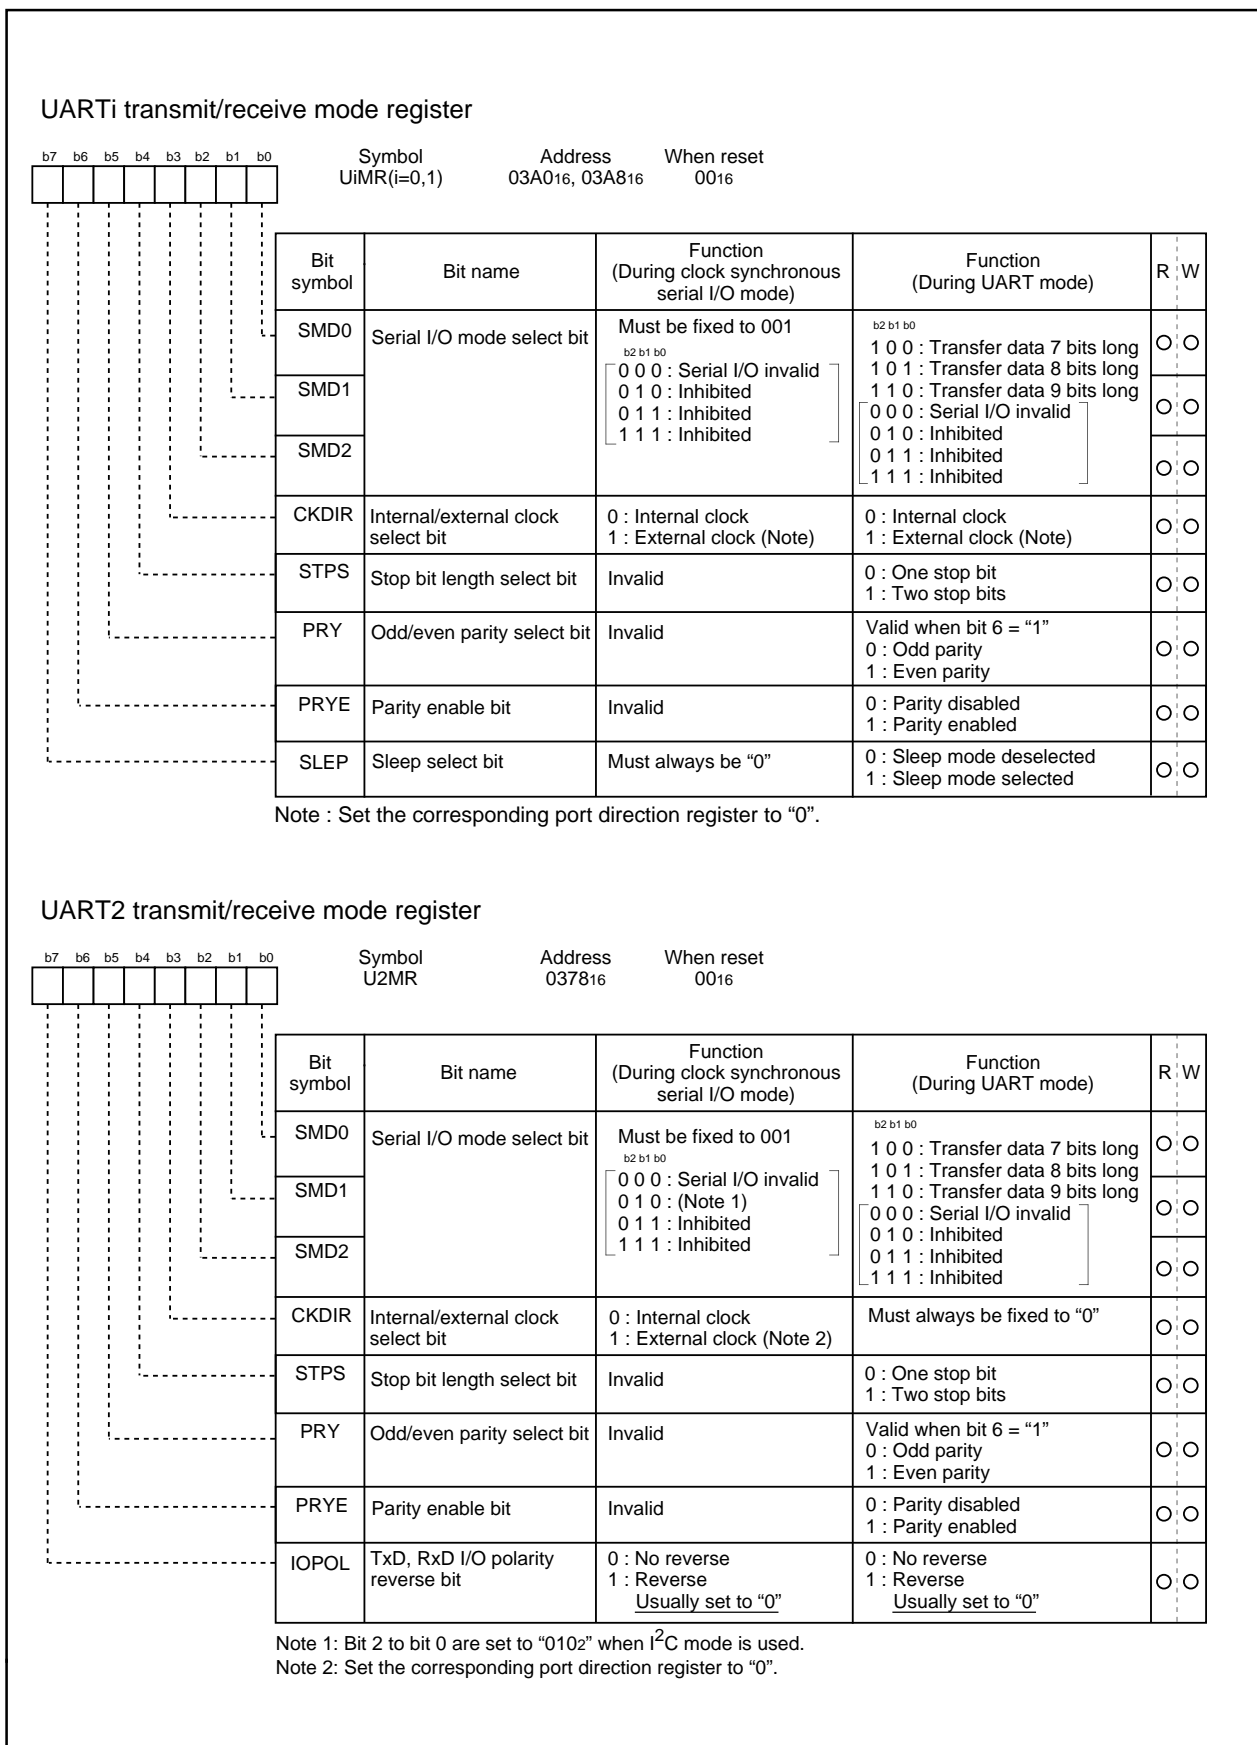 UARTi transmit/receive mode register
b7 b6 b5 b4 b3 b2 b1 b0
Symbol Address When reset
UiMR(i=0,1) 03A016, 03A816 0016
Bit symbol Bit name Function (During clock synchronous serial I/O mode) Function (During UART mode) R W
SMD0 Serial I/O mode select bit
SMD1
SMD2
Must be fixed to 001
b2 b1 b0
0 0 0 : Serial I/O invalid
0 1 0 : Inhibited
0 1 1 : Inhibited
1 1 1 : Inhibited
b2 b1 b0
1 0 0 : Transfer data 7 bits long
1 0 1 : Transfer data 8 bits long
1 1 0 : Transfer data 9 bits long
0 0 0 : Serial I/O invalid
0 1 0 : Inhibited
0 1 1 : Inhibited
1 1 1 : Inhibited
CKDIR Internal/external clock select bit
0 : Internal clock
1 : External clock (Note)
0 : Internal clock
1 : External clock (Note)
STPS Stop bit length select bit Invalid
0 : One stop bit
1 : Two stop bits
PRY Odd/even parity select bit Invalid
Valid when bit 6 = “1”
0 : Odd parity
1 : Even parity
PRYE Parity enable bit Invalid
0 : Parity disabled
1 : Parity enabled
SLEP Sleep select bit Must always be “0”
0 : Sleep mode deselected
1 : Sleep mode selected
Note : Set the corresponding port direction register to “0”.
UART2 transmit/receive mode register
b7 b6 b5 b4 b3 b2 b1 b0
Symbol Address When reset
U2MR 037816 0016
Bit symbol Bit name Function (During clock synchronous serial I/O mode) Function (During UART mode) R W
SMD0 Serial I/O mode select bit
SMD1
SMD2
Must be fixed to 001
b2 b1 b0
0 0 0 : Serial I/O invalid
0 1 0 : (Note 1)
0 1 1 : Inhibited
1 1 1 : Inhibited
b2 b1 b0
1 0 0 : Transfer data 7 bits long
1 0 1 : Transfer data 8 bits long
1 1 0 : Transfer data 9 bits long
0 0 0 : Serial I/O invalid
0 1 0 : Inhibited
0 1 1 : Inhibited
1 1 1 : Inhibited
CKDIR Internal/external clock select bit
0 : Internal clock
1 : External clock (Note 2)
Must always be fixed to “0”
STPS Stop bit length select bit Invalid
0 : One stop bit
1 : Two stop bits
PRY Odd/even parity select bit Invalid
Valid when bit 6 = “1”
0 : Odd parity
1 : Even parity
PRYE Parity enable bit Invalid
0 : Parity disabled
1 : Parity enabled
IOPOL TxD, RxD I/O polarity reverse bit
0 : No reverse
1 : Reverse
Usually set to “0”
0 : No reverse
1 : Reverse
Usually set to “0”
Note 1: Bit 2 to bit 0 are set to “0102” when I2C mode is used.
Note 2: Set the corresponding port direction register to “0”.